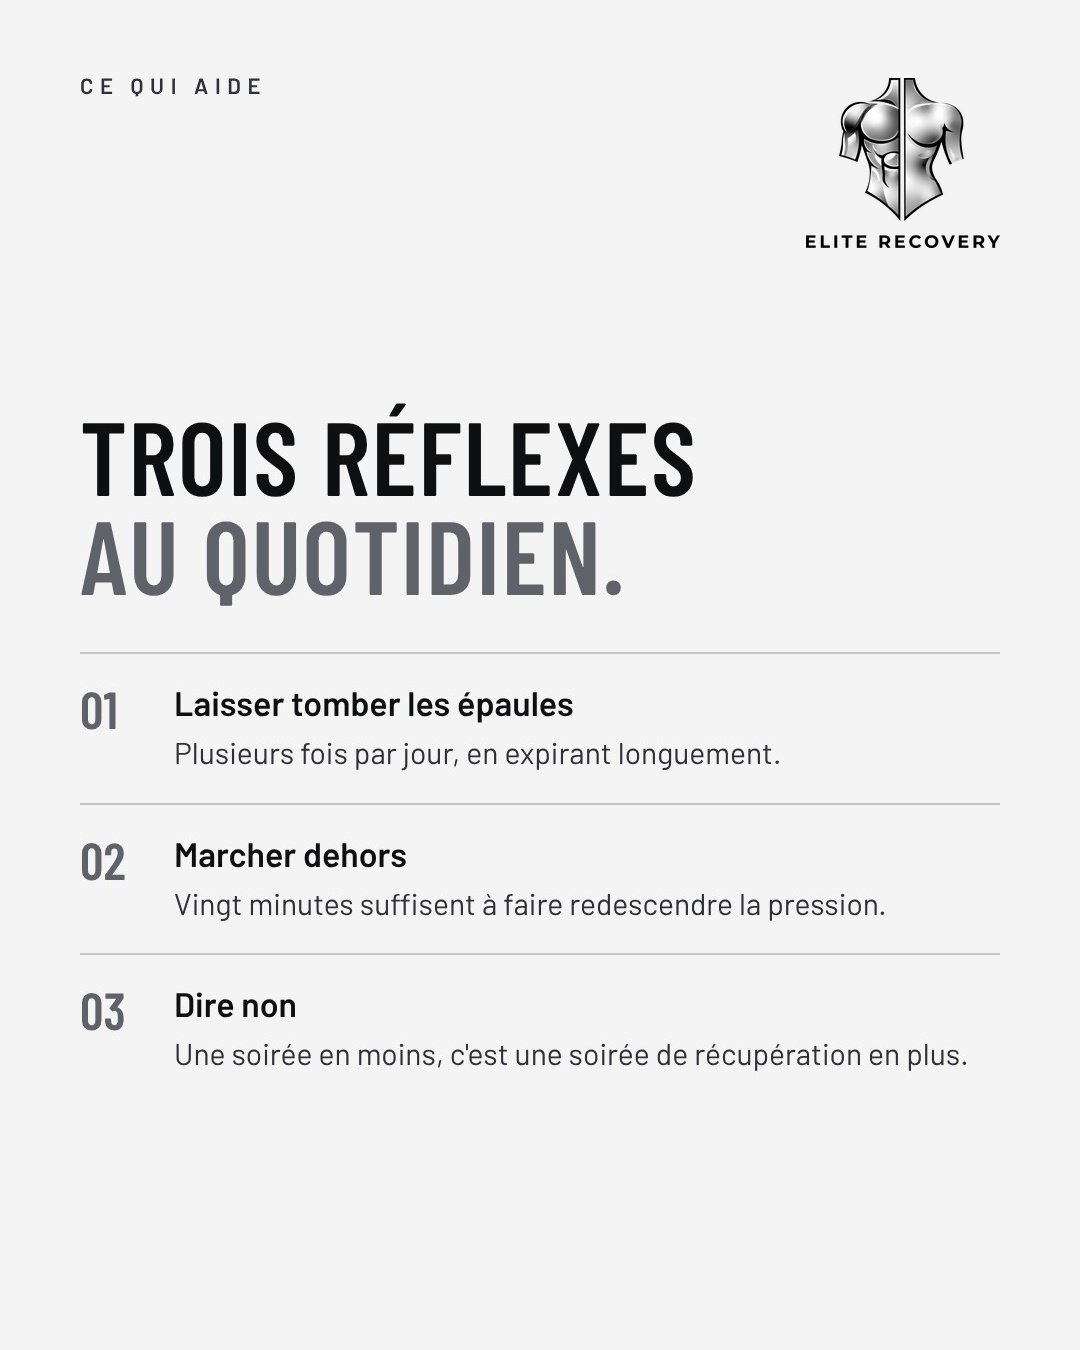 CE QUI AIDE
ELITE RECOVERY
TROIS RÉFLEXES
AU QUOTIDIEN.
01 Laisser tomber les épaules
Plusieurs fois par jour, en expirant longuement.
02 Marcher dehors
Vingt minutes suffisent à faire redescendre la pression.
03 Dire non
Une soirée en moins, c'est une soirée de récupération en plus.